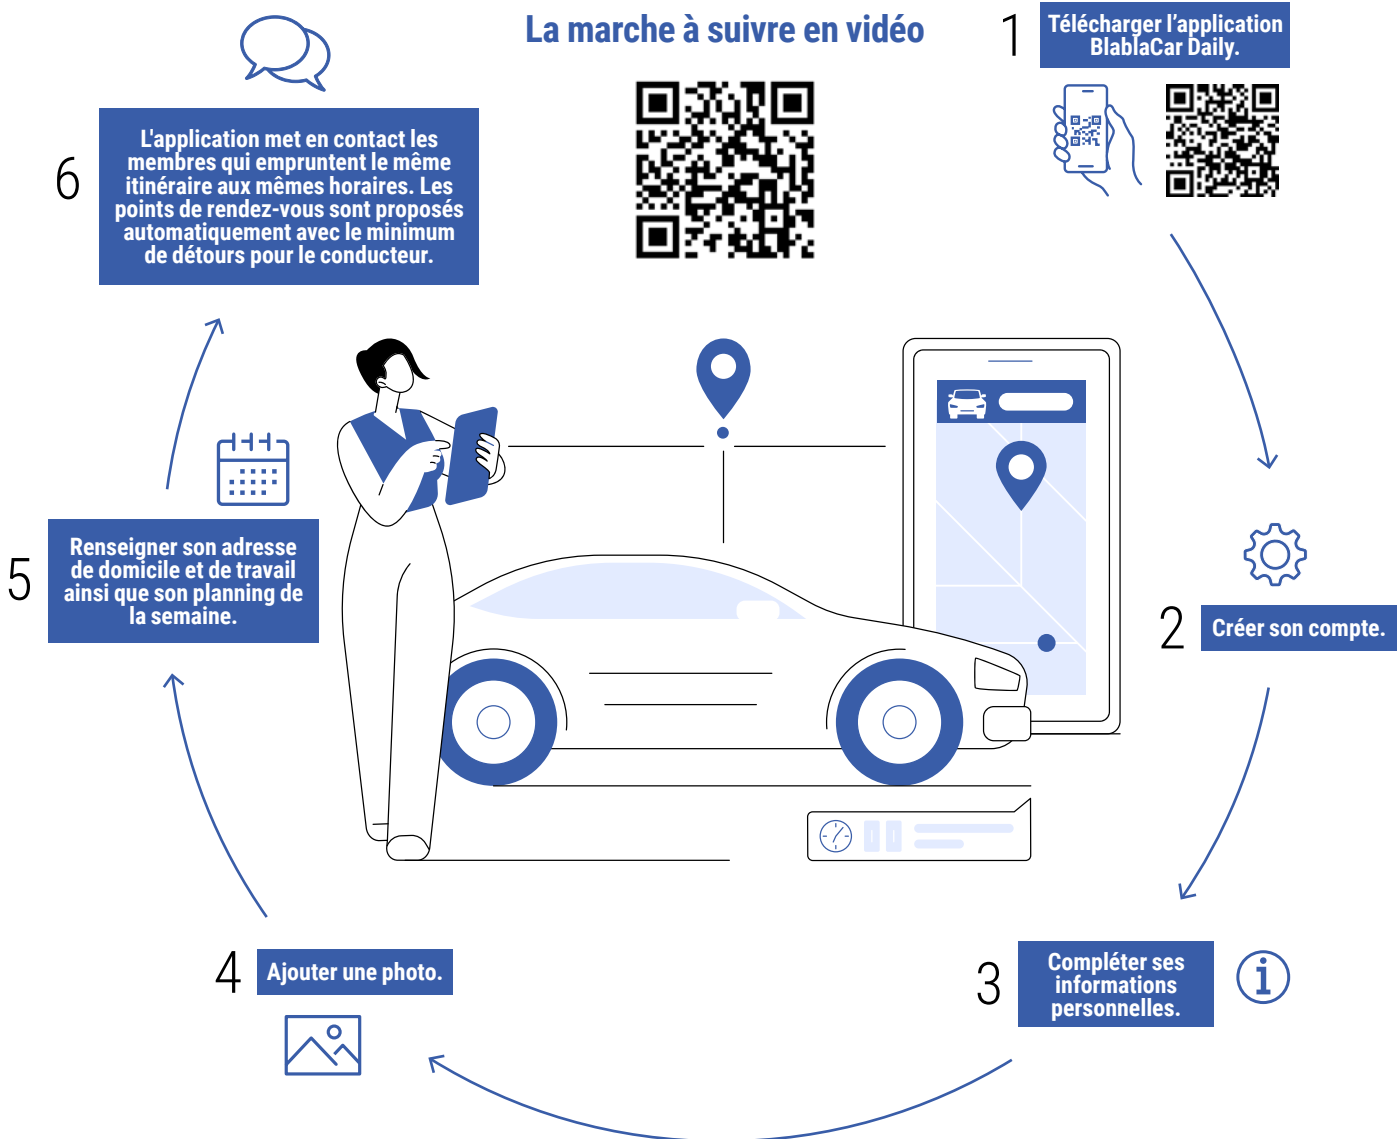 La marche à suivre en vidéo
1
Télécharger l'application
BlablaCar Daily.
2
Créer son compte.
3
Compléter ses
informations
personnelles.
4
Ajouter une photo.
5
Renseigner son adresse
de domicile et de travail
ainsi que son planning de
la semaine.
6
L'application met en contact les
membres qui empruntent le même
itinéraire aux mêmes horaires. Les
points de rendez-vous sont proposés
automatiquement avec le minimum
de détours pour le conducteur.